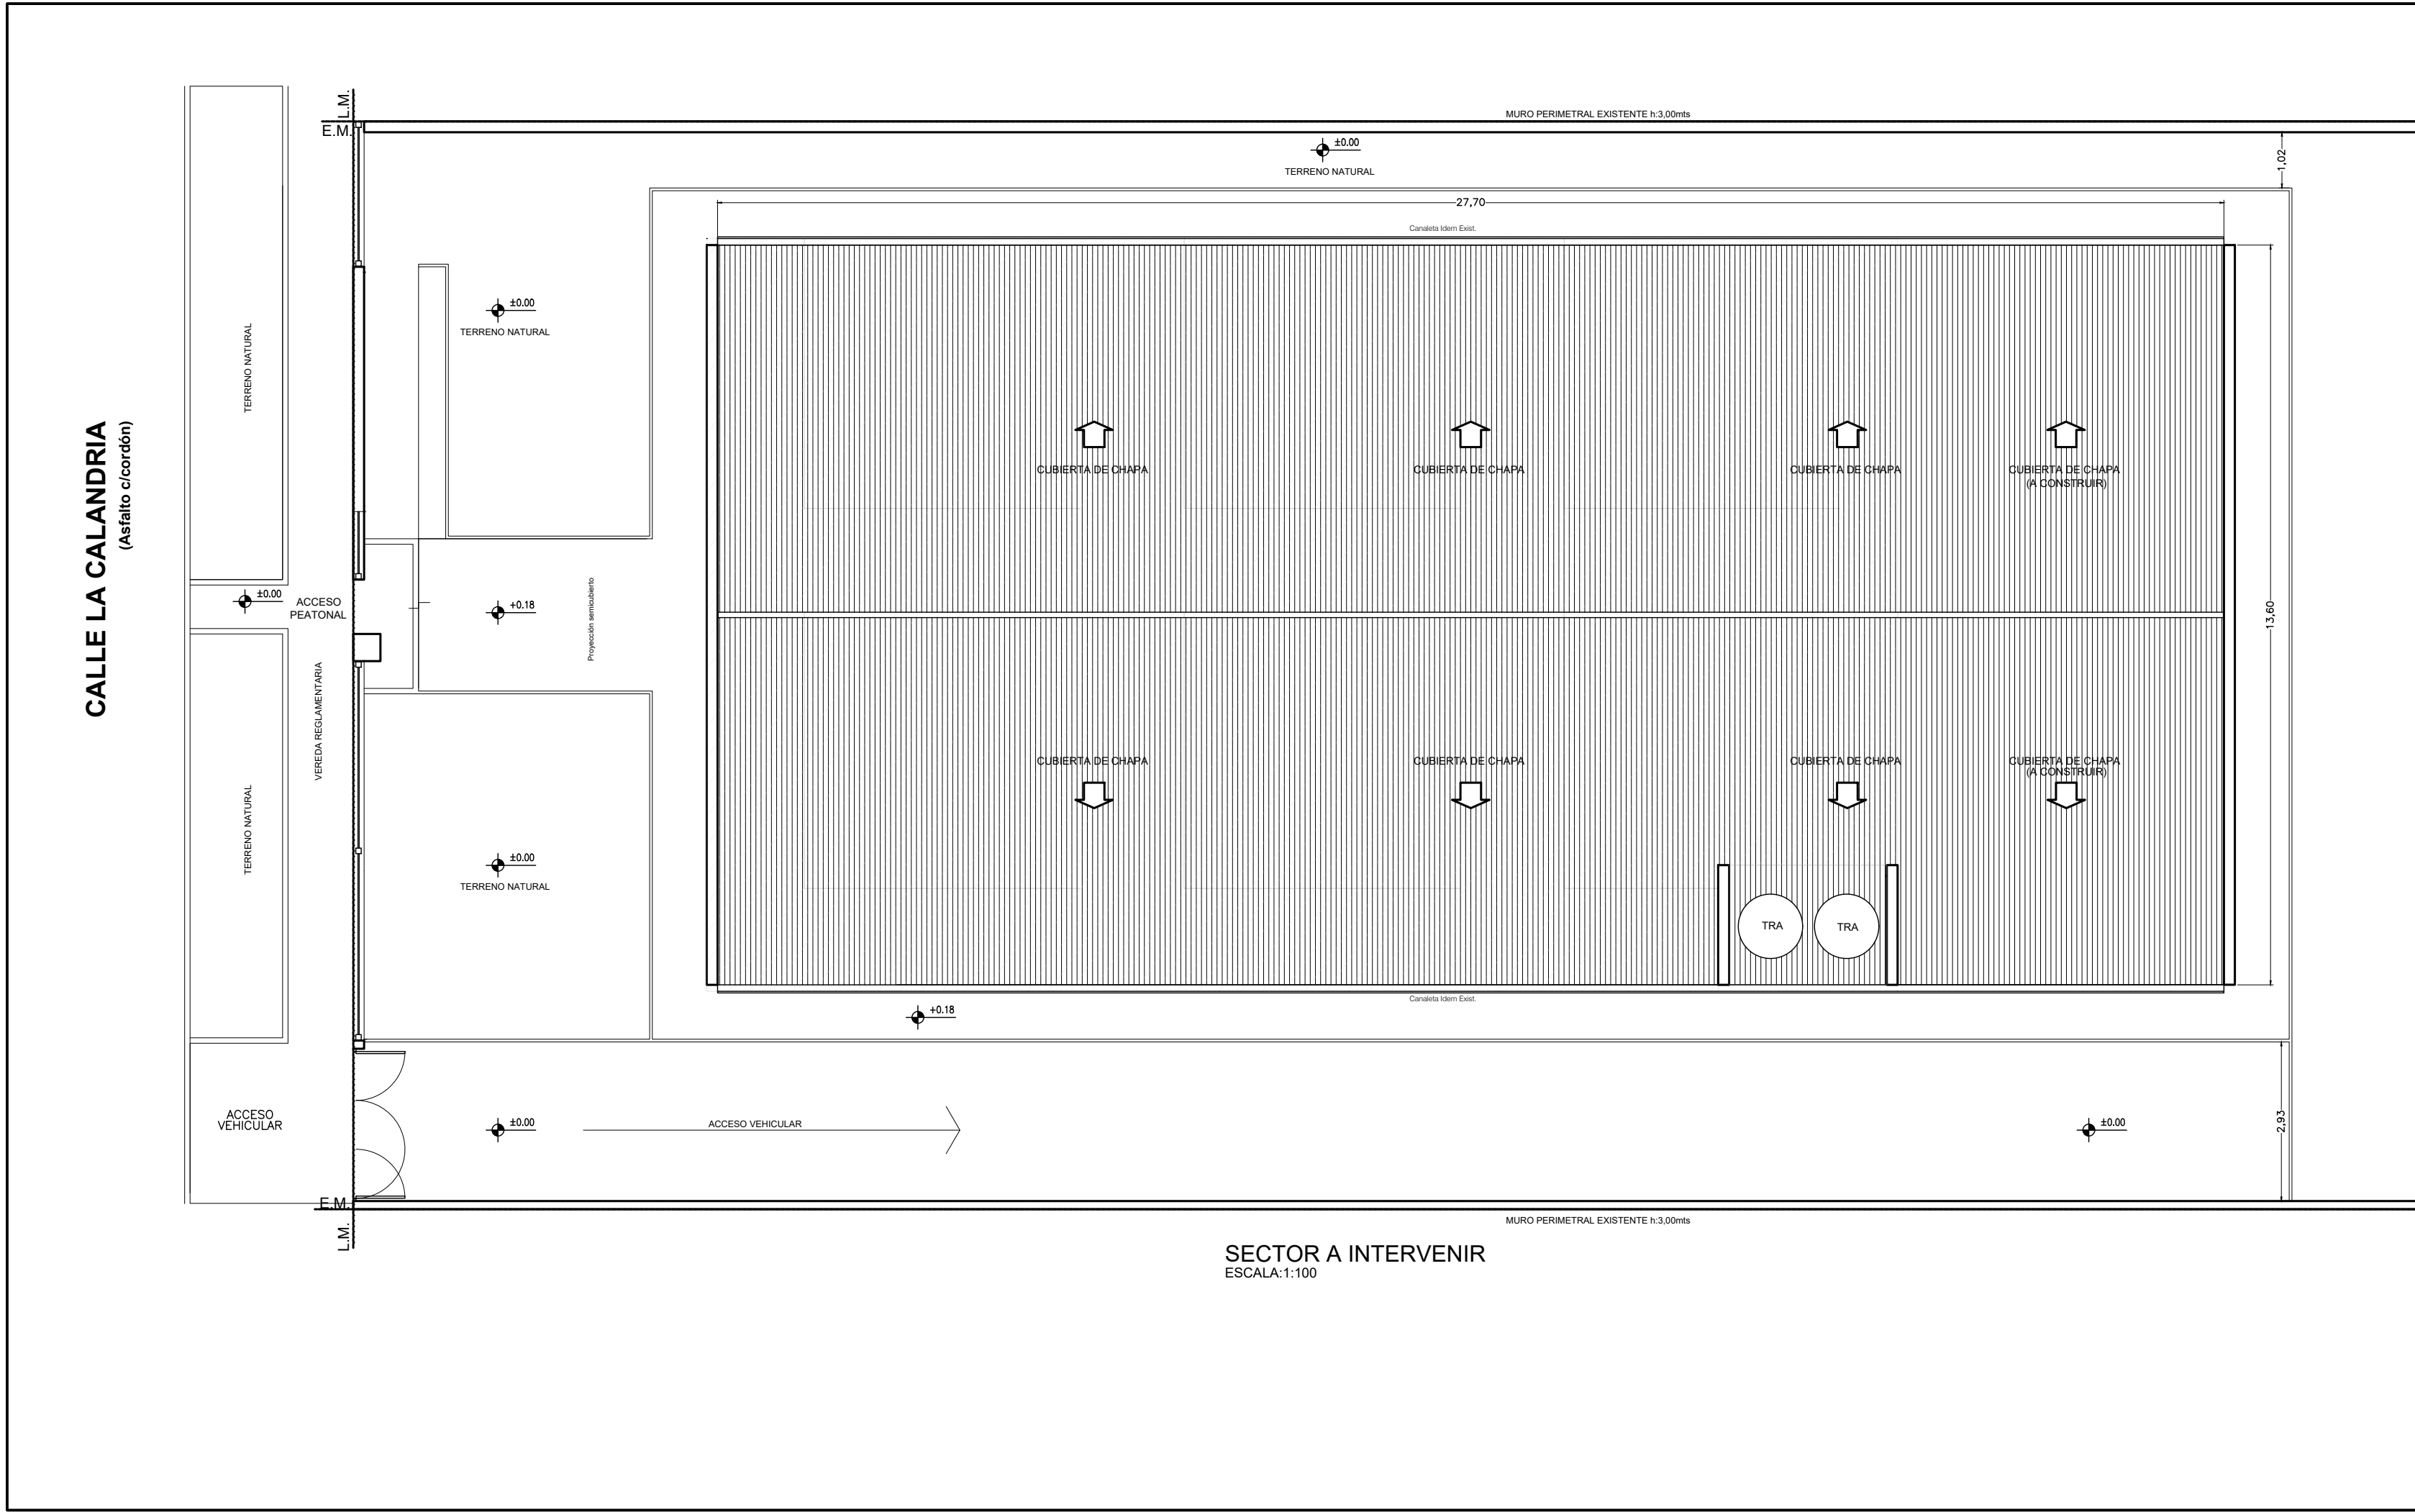 L.M.
E.M.
MURO PERIMETRAL EXISTENTE h:3,00mts
±0.00
TERRENO NATURAL
1,02
27,70
Canaleta Idem Exist.
±0.00
TERRENO NATURAL
TERRENO NATURAL
CALLE LA CALANDRIA
(Asfalto c/cordón)
CUBIERTA DE CHAPA
CUBIERTA DE CHAPA
CUBIERTA DE CHAPA
CUBIERTA DE CHAPA
(A CONSTRUIR)
±0.00
ACCESO
PEATONAL
+0.18
Proyección semicubierto
13,60
VEREDA REGLAMENTARIA
CUBIERTA DE CHAPA
CUBIERTA DE CHAPA
CUBIERTA DE CHAPA
CUBIERTA DE CHAPA
(A CONSTRUIR)
TERRENO NATURAL
±0.00
TERRENO NATURAL
TRA
TRA
Canaleta Idem Exist.
+0.18
ACCESO
VEHICULAR
±0.00
ACCESO VEHICULAR
±0.00
2,93
E.M.
L.M.
MURO PERIMETRAL EXISTENTE h:3,00mts
SECTOR A INTERVENIR
ESCALA:1:100